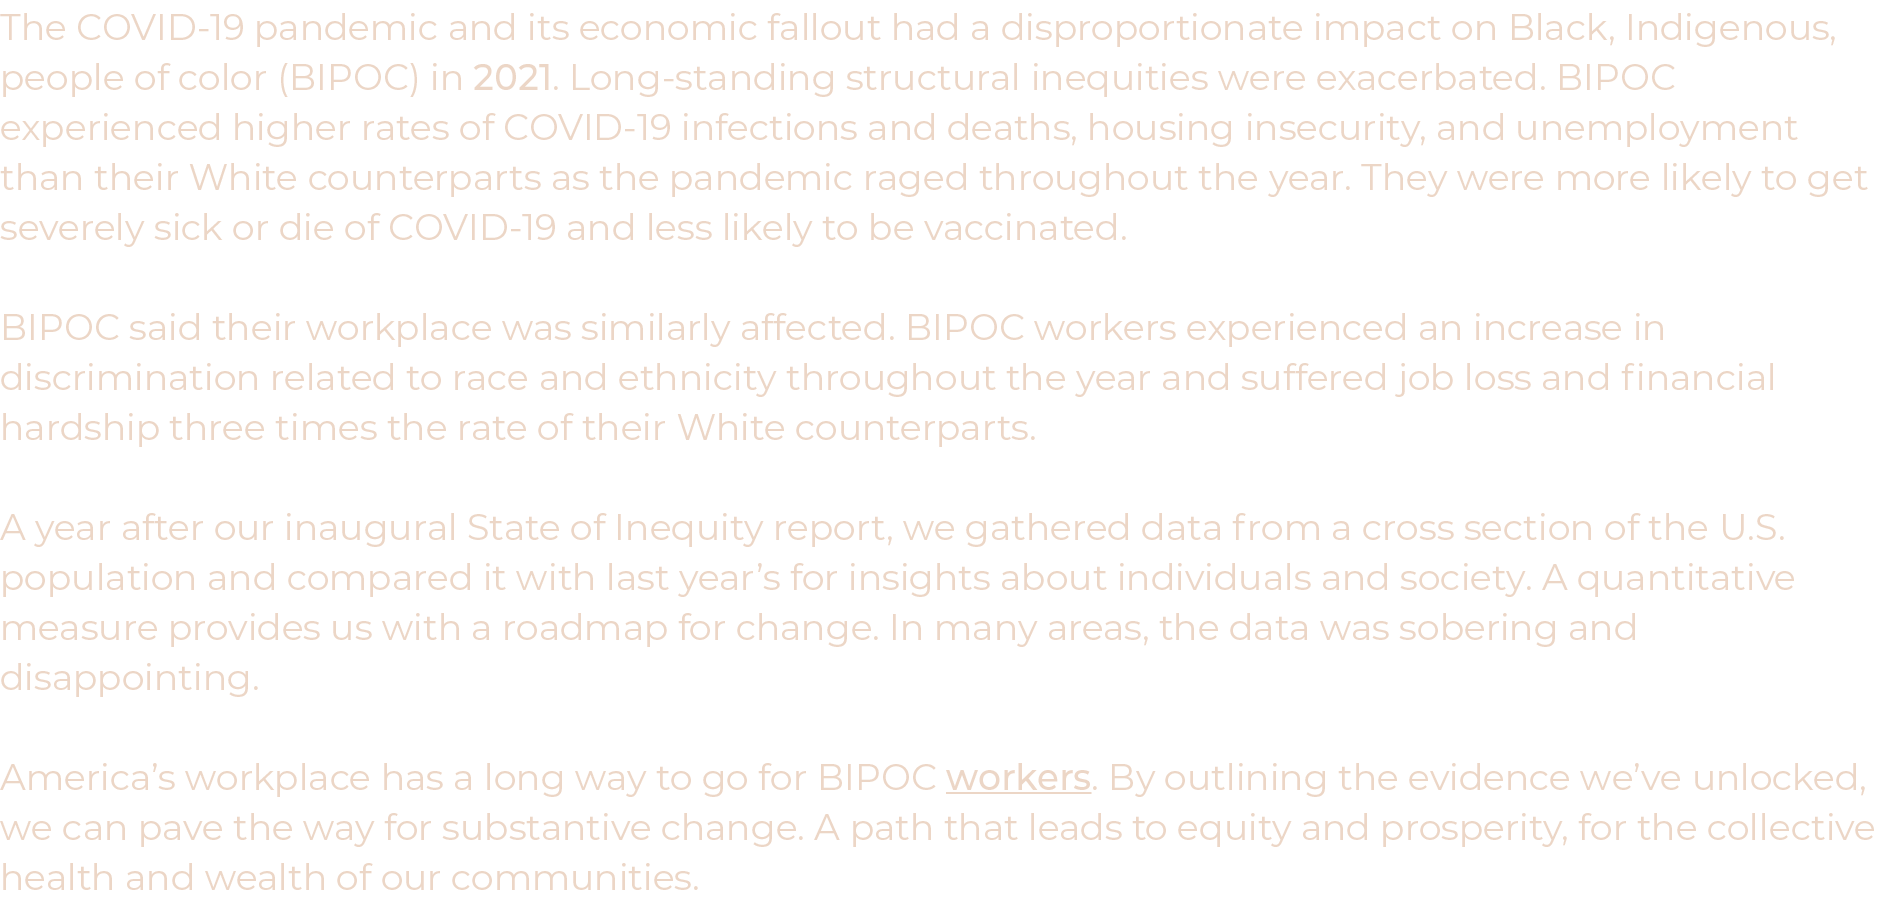 The COVID-19 pandemic and its economic fallout had a disproportionate impact on Black, Indigenous,
people of color (BIPOC) in 2021. Long-standing structural inequities were exacerbated. BIPOC
experienced higher rates of COVID-19 infections and deaths, housing insecurity, and unemployment
than their White counterparts as the pandemic raged throughout the year. They were more likely to get
severely sick or die of COVID-19 and less likely to be vaccinated.
BIPOC said their workplace was similarly affected. BIPOC workers experienced an increase in
discrimination related to race and ethnicity throughout the year and suffered job loss and financial
hardship three times the rate of their White counterparts.
A year after our inaugural State of Inequity report, we gathered data from a cross section of the U.S.
population and compared it with last year’s for insights about individuals and society. A quantitative
measure provides us with a roadmap for change. In many areas, the data was sobering and
disappointing.
America’s workplace has a long way to go for BIPOC workers. By outlining the evidence we’ve unlocked,
we can pave the way for substantive change. A path that leads to equity and prosperity, for the collective
health and wealth of our communities.